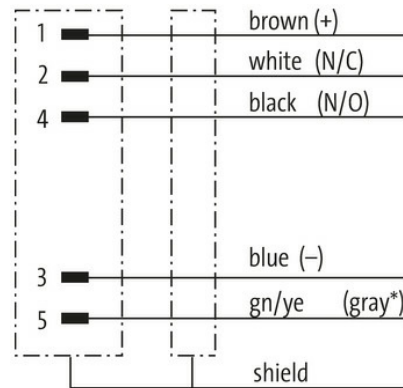 1 brown (+)
2 white (N/C)
4 black (N/O)
3 blue (–)
5 gn/ye (gray*)
shield